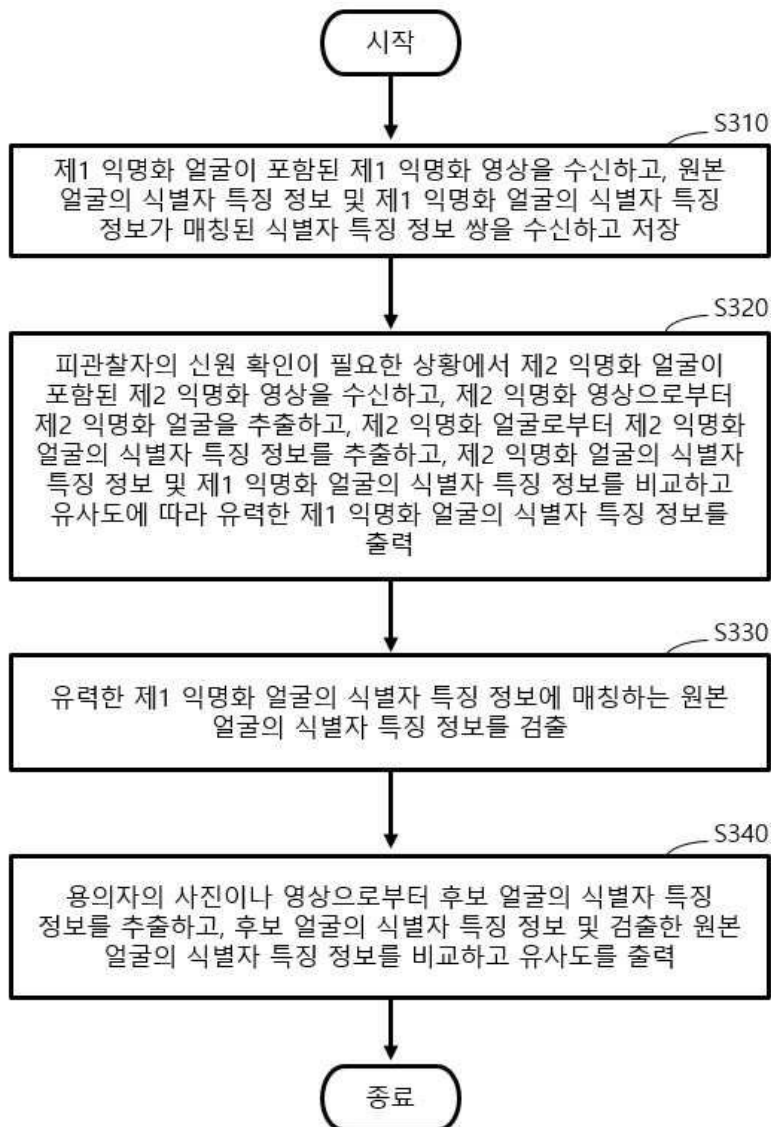 시작
S310
제1 익명화 얼굴이 포함된 제1 익명화 영상을 수신하고, 원본
얼굴의 식별자 특징 정보 및 제1 익명화 얼굴의 식별자 특징
정보가 매칭된 식별자 특징 정보 쌍을 수신하고 저장
S320
피관찰자의 신원 확인이 필요한 상황에서 제2 익명화 얼굴이
포함된 제2 익명화 영상을 수신하고, 제2 익명화 영상으로부터
제2 익명화 얼굴을 추출하고, 제2 익명화 얼굴로부터 제2 익명화
얼굴의 식별자 특징 정보를 추출하고, 제2 익명화 얼굴의 식별자
특징 정보 및 제1 익명화 얼굴의 식별자 특징 정보를 비교하고
유사도에 따라 유력한 제1 익명화 얼굴의 식별자 특징 정보를
출력
S330
유력한 제1 익명화 얼굴의 식별자 특징 정보에 매칭하는 원본
얼굴의 식별자 특징 정보를 검출
S340
용의자의 사진이나 영상으로부터 후보 얼굴의 식별자 특징
정보를 추출하고, 후보 얼굴의 식별자 특징 정보 및 검출한 원본
얼굴의 식별자 특징 정보를 비교하고 유사도를 출력
종료